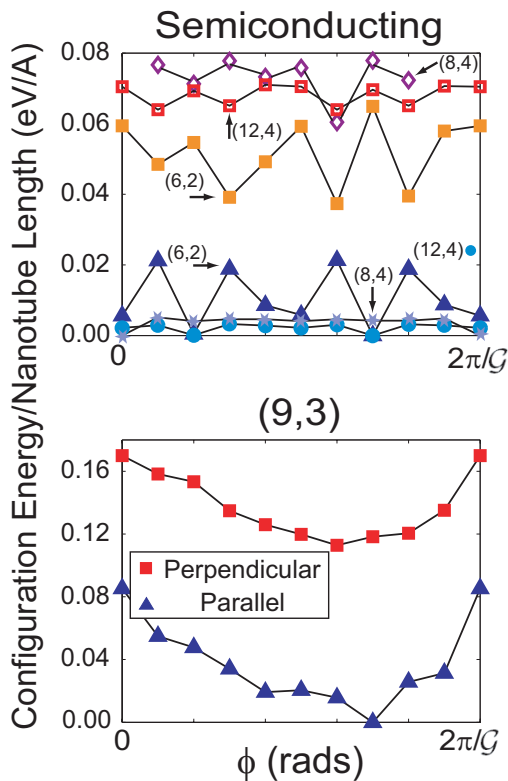 Semiconducting
Configuration Energy/Nanotube Length (eV/A)
0.08
(8,4)
0.06
(12,4)
0.04
(6,2)
(6,2)
(12,4)
0.02
(8,4)
0.00
0
2π/𝒢
(9,3)
0.16
0.12
Perpendicular
0.08
Parallel
0.04
0.00
0
ϕ (rads)
2π/𝒢